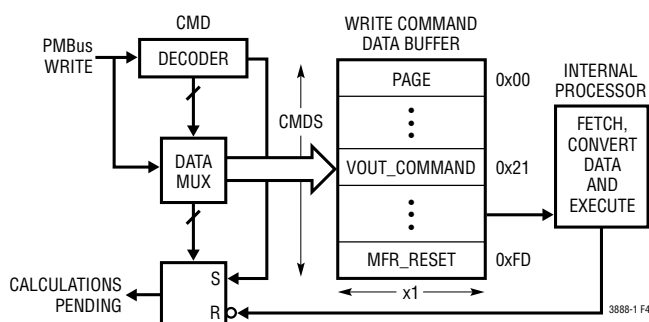 CMD
PMBus
WRITE
DECODER
DATA
MUX
CMDS
S
R
CALCULATIONS
PENDING
WRITE COMMAND
DATA BUFFER
PAGE
0x00
VOUT_COMMAND
0x21
MFR_RESET
0xFD
x1
INTERNAL
PROCESSOR
FETCH,
CONVERT
DATA
AND
EXECUTE
3888-1 F4